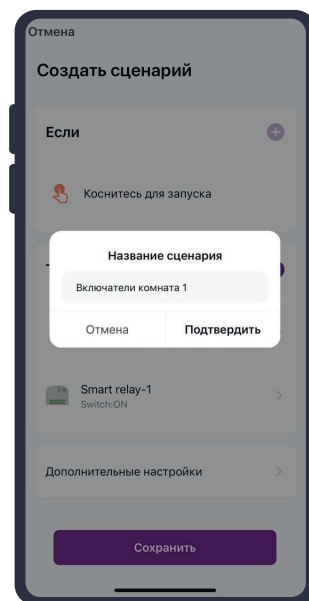 Отмена
Создать сценарий
Если
Коснитесь для запуска
Название сценария
Включатели комната 1
Отмена
Подтвердить
Smart relay-1
Switch:ON
Дополнительные настройки
Сохранить